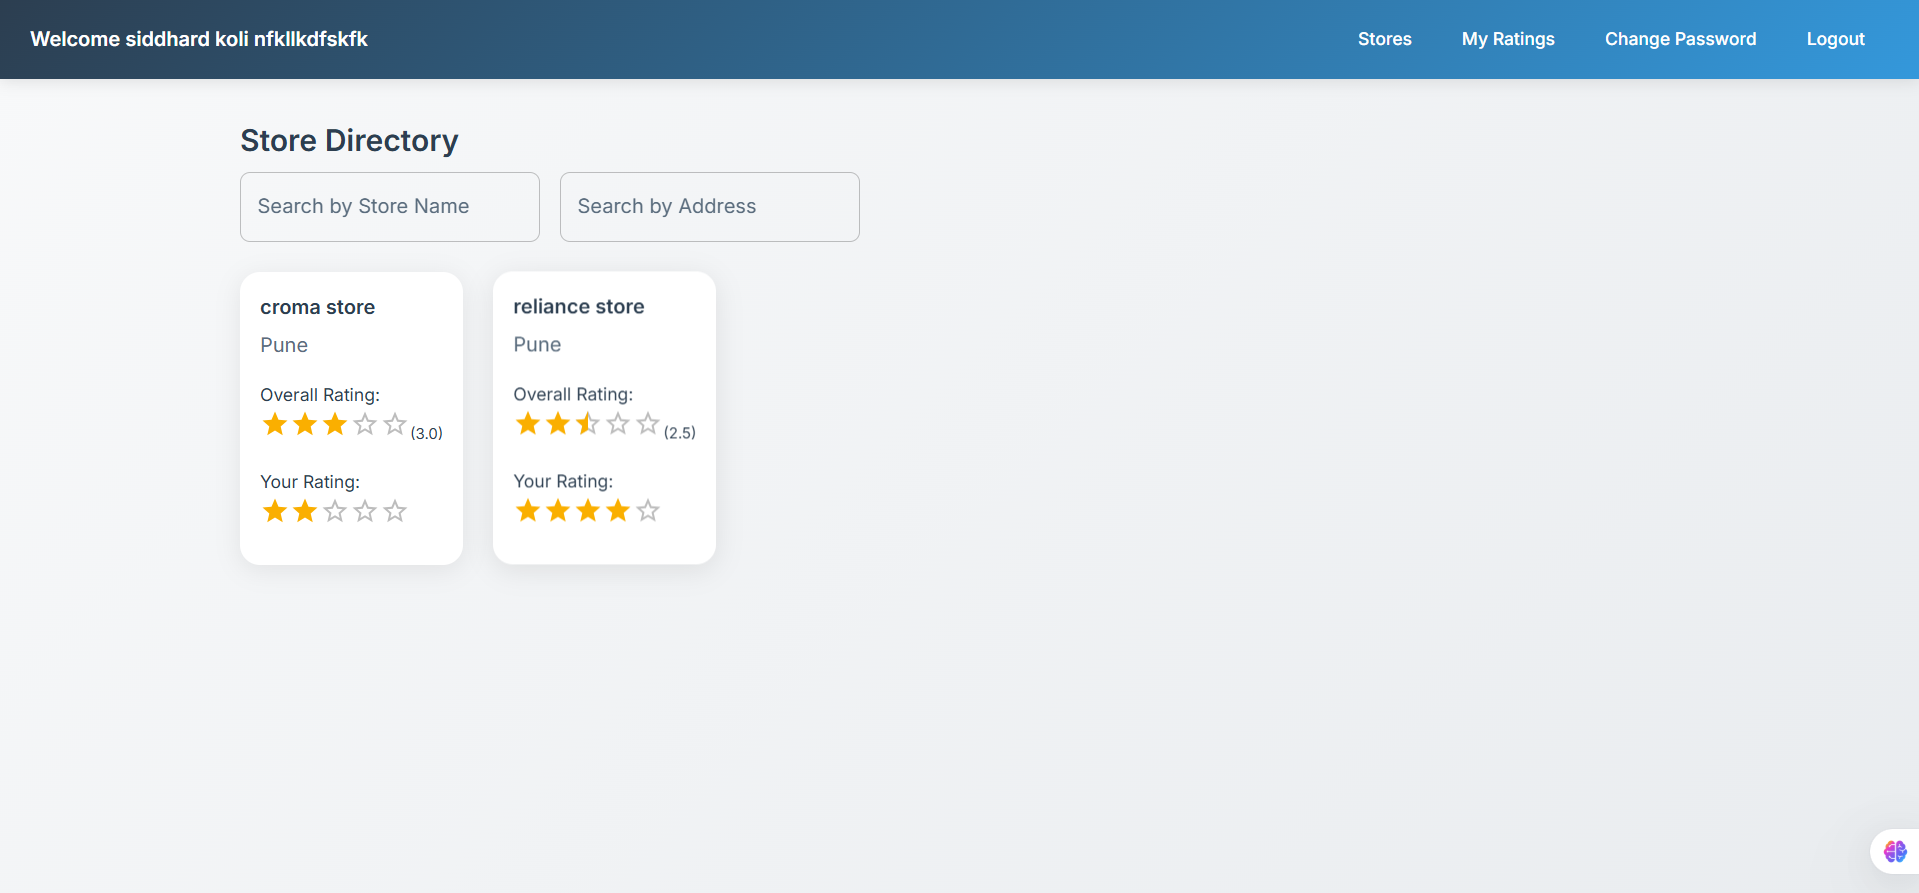 Welcome siddhard koli nfkllkdfskfk
Stores
My Ratings
Change Password
Logout
Store Directory
Search by Store Name
Search by Address
croma store
Pune
Overall Rating:
(3.0)
Your Rating:
reliance store
Pune
Overall Rating:
(2.5)
Your Rating: